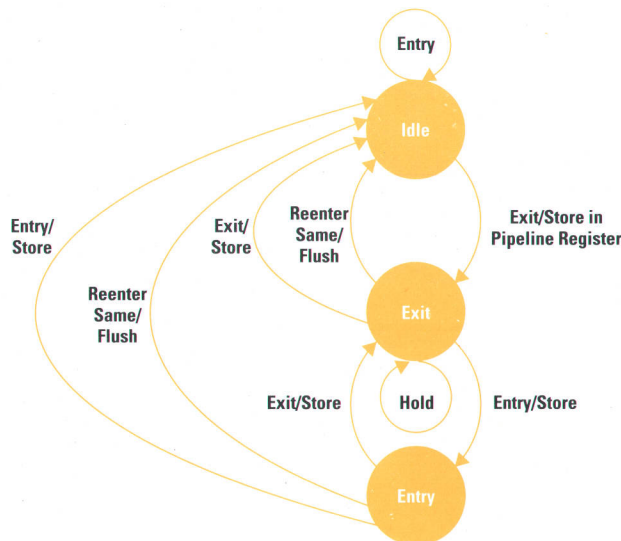 Entry
Idle
Entry/
Store
Exit/
Store
Reenter
Same/
Flush
Exit/Store in
Pipeline Register
Reenter
Same/
Flush
Exit
Exit/Store
Hold
Entry/Store
Entry